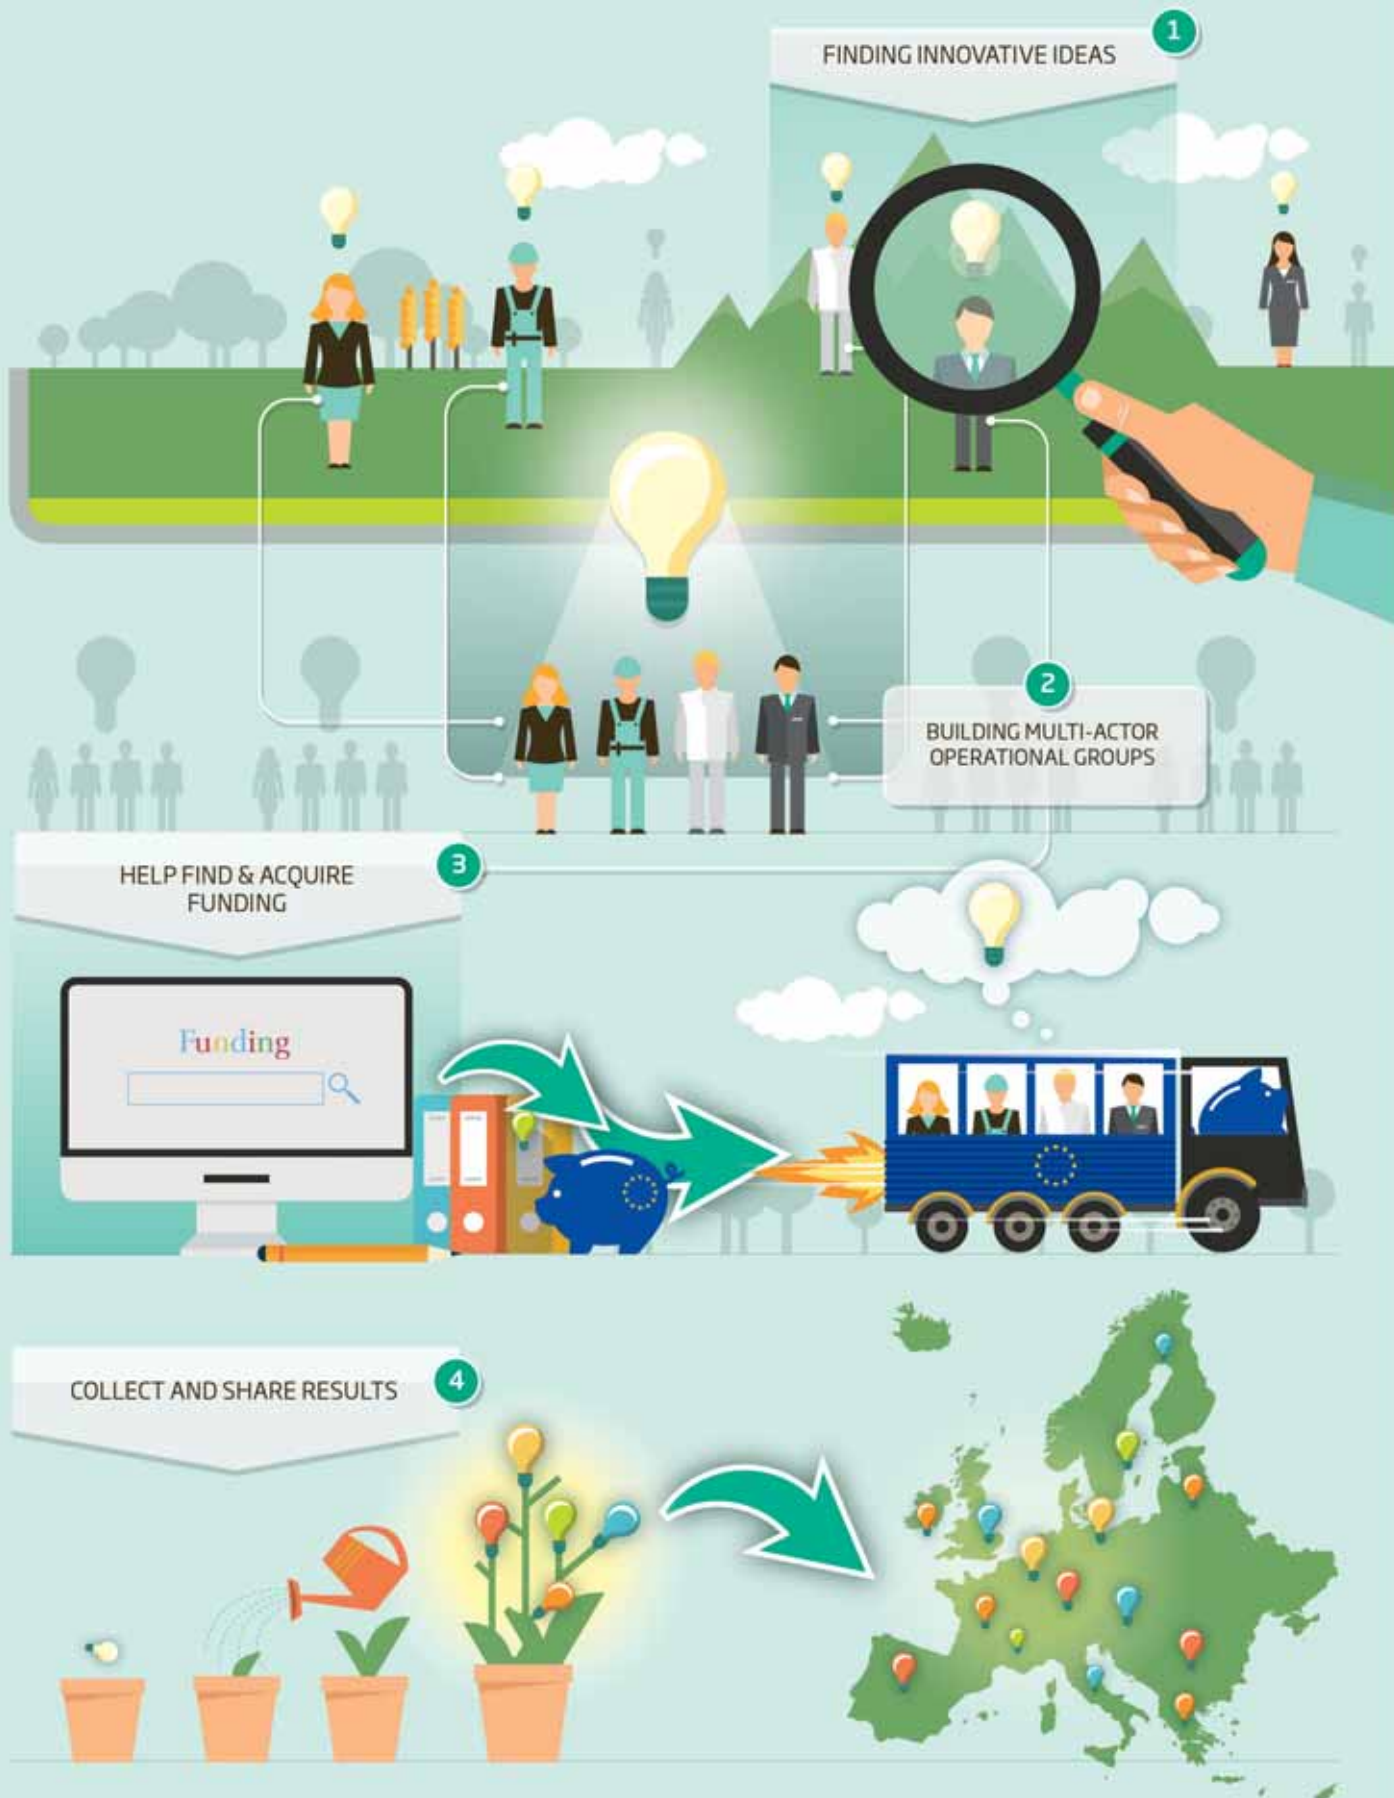 1
FINDING INNOVATIVE IDEAS
2
BUILDING MULTI-ACTOR
OPERATIONAL GROUPS
3
HELP FIND & ACQUIRE
FUNDING
Funding
4
COLLECT AND SHARE RESULTS